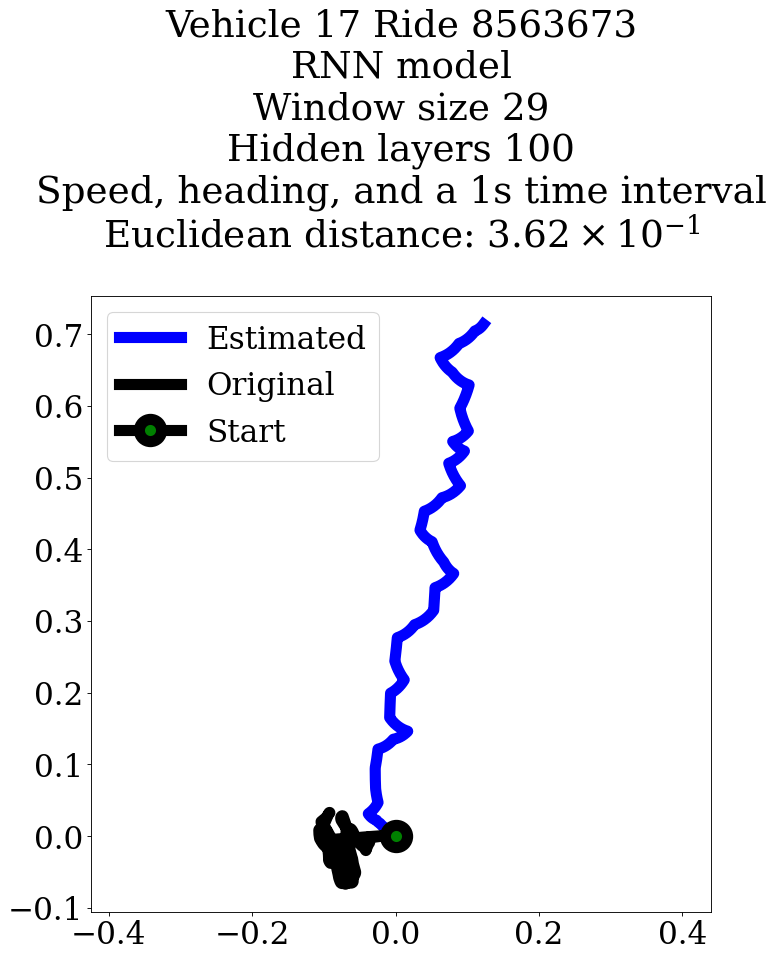 Vehicle 17 Ride 8563673
RNN model
Window size 29
Hidden layers 100
Speed, heading, and a 1s time interval
Euclidean distance: $3.62 \times 10^{-1}$
Estimated
Original
Start
0.7
0.6
0.5
0.4
0.3
0.2
0.1
0.0
−0.1
−0.4
−0.2
0.0
0.2
0.4